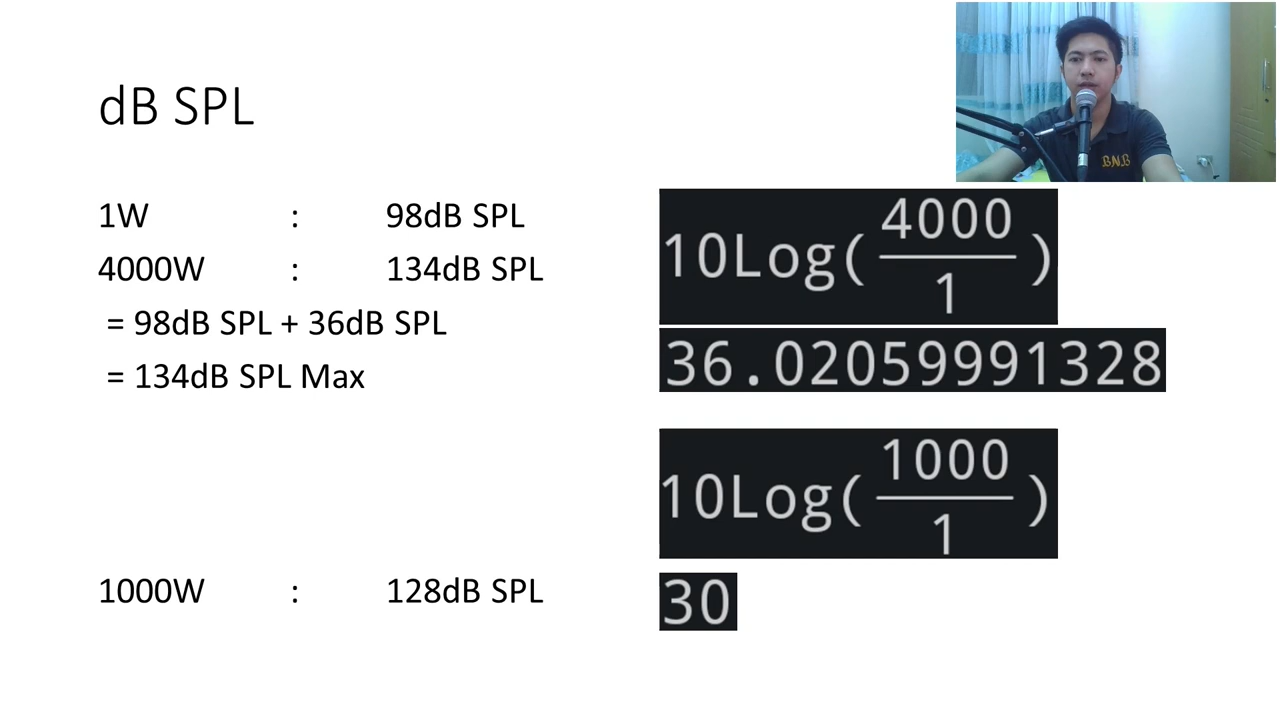 dB SPL
1W : 98dB SPL
4000W : 134dB SPL
= 98dB SPL + 36dB SPL
= 134dB SPL Max
1000W : 128dB SPL
10Log(4000/1)
36.02059991328
10Log(1000/1)
30
B.N.B